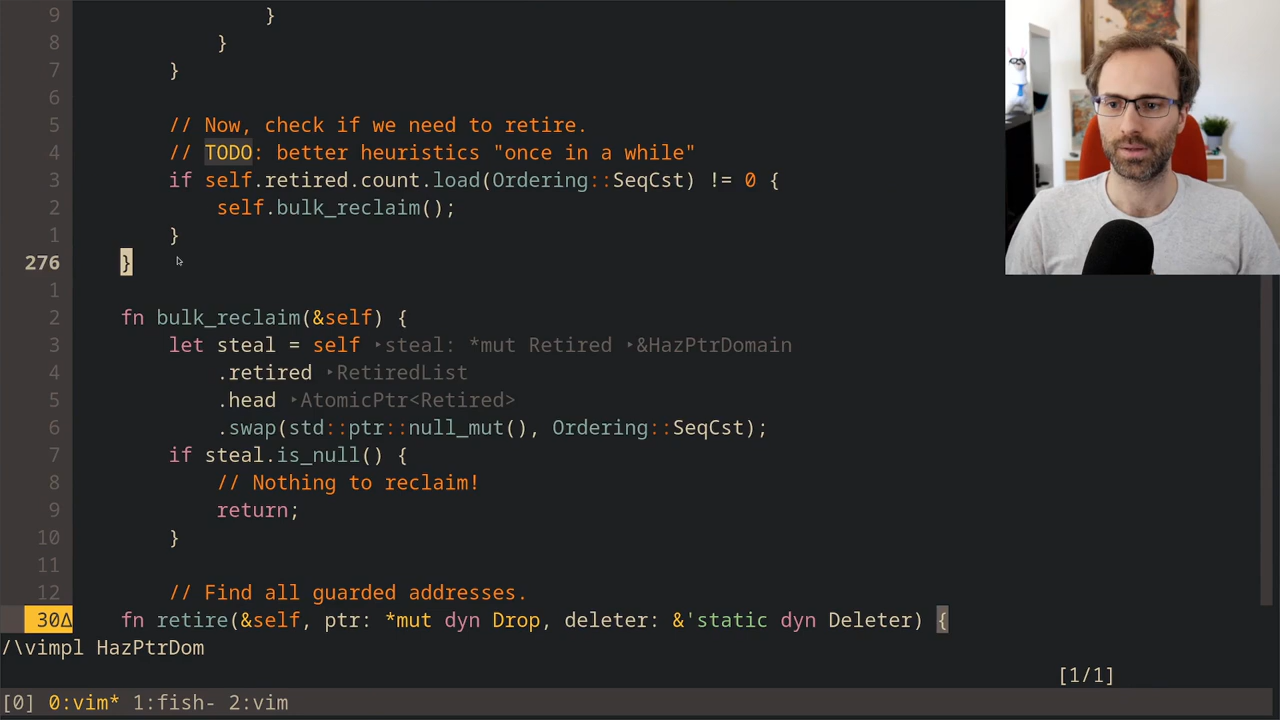 9 }
8 }
7 }
6
5 // Now, check if we need to retire.
4 // TODO: better heuristics "once in a while"
3 if self.retired.count.load(Ordering::SeqCst) != 0 {
2 self.bulk_reclaim();
1 }
276 }
1
2 fn bulk_reclaim(&self) {
3 let steal = self ‣steal: *mut Retired ‣&HazPtrDomain
4 .retired ‣RetiredList
5 .head ‣AtomicPtr<Retired>
6 .swap(std::ptr::null_mut(), Ordering::SeqCst);
7 if steal.is_null() {
8 // Nothing to reclaim!
9 return;
10 }
11
12 // Find all guarded addresses.
30Δ fn retire(&self, ptr: *mut dyn Drop, deleter: &'static dyn Deleter) {
/\vimpl HazPtrDom
[1/1]
[0] 0:vim* 1:fish- 2:vim